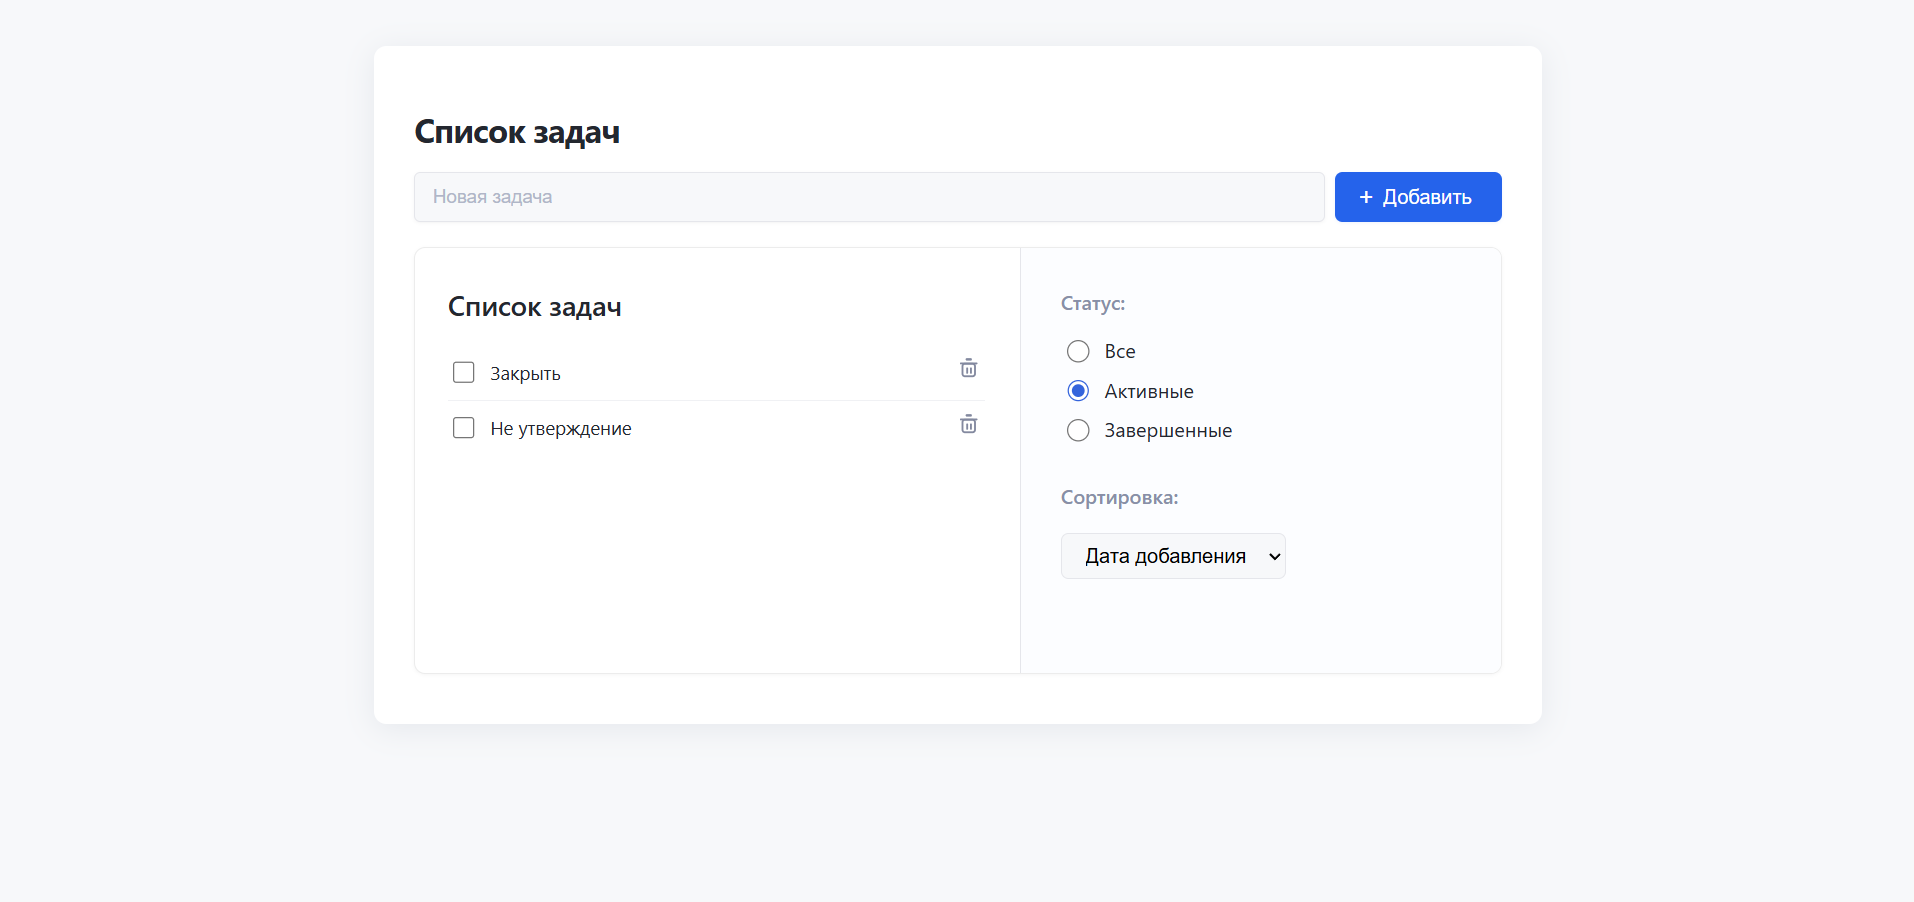 Список задач
Новая задача
+ Добавить
Список задач
Закрыть
Не утверждение
Статус:
Все
Активные
Завершенные
Сортировка:
Дата добавления